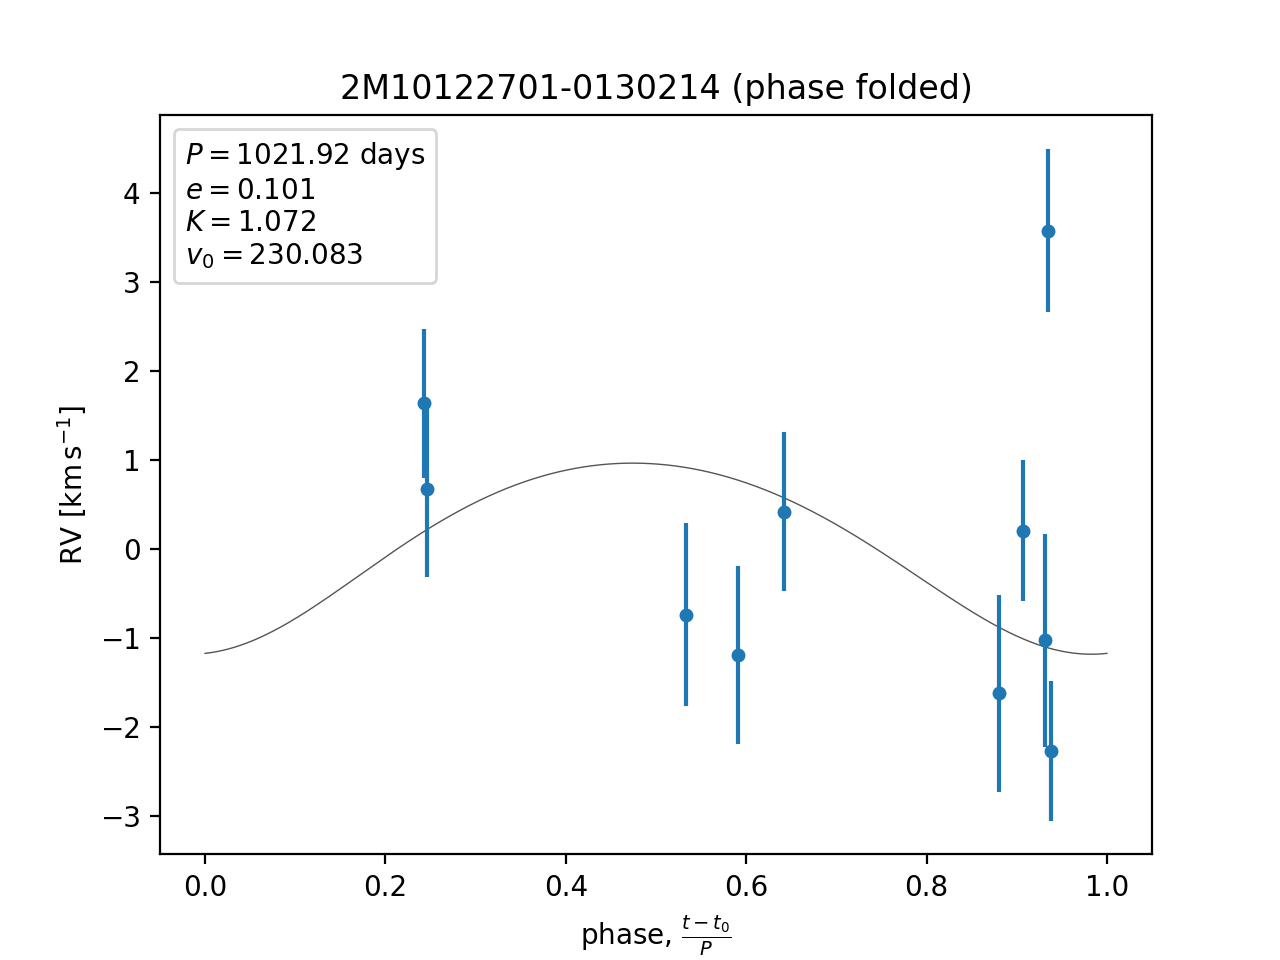 2M10122701-0130214 (phase folded)
P = 1021.92 days
e = 0.101
K = 1.072
v₀ = 230.083
4
3
2
1
0
−1
−2
−3
RV [km s⁻¹]
0.0 0.2 0.4 0.6 0.8 1.0
phase, (t − t₀)/P